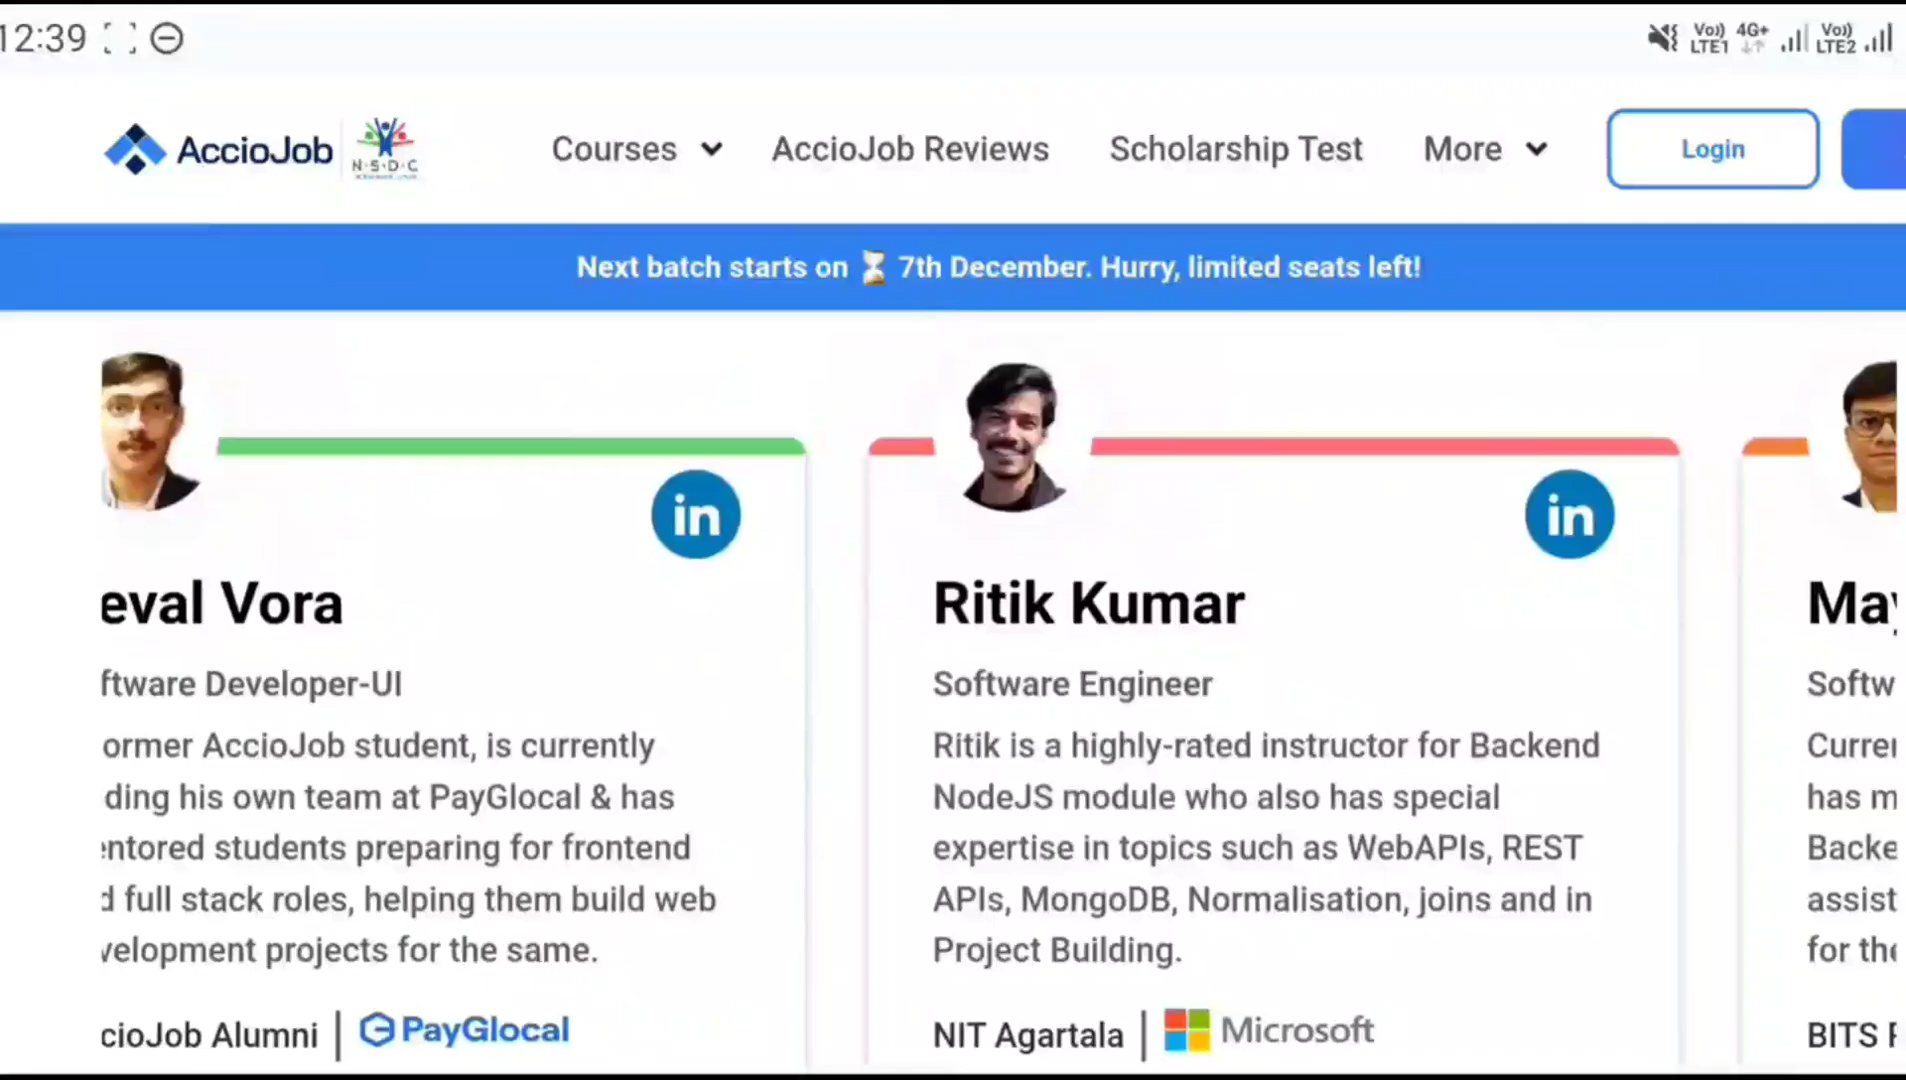 12:39
Vo)) LTE1 4G+ Vo)) LTE2
AccioJob N·S·D·C Courses AccioJob Reviews Scholarship Test More Login
Next batch starts on ⏳ 7th December. Hurry, limited seats left!
eval Vora
ftware Developer-UI
ormer AccioJob student, is currently
ding his own team at PayGlocal & has
entored students preparing for frontend
d full stack roles, helping them build web
velopment projects for the same.
cioJob Alumni | PayGlocal
in
Ritik Kumar
Software Engineer
Ritik is a highly-rated instructor for Backend
NodeJS module who also has special
expertise in topics such as WebAPIs, REST
APIs, MongoDB, Normalisation, joins and in
Project Building.
NIT Agartala | Microsoft
in
May
Softw
Currer
has m
Backe
assist
for the
BITS P